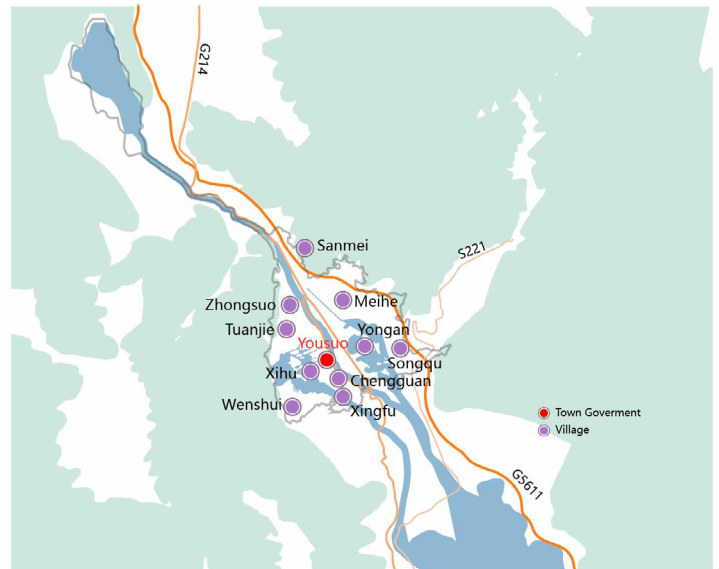 G214
Sanmei
S221
Zhongsuo
Meihe
Tuanjie
Yongan
Yousuo
Songqu
Xihu
Chengguan
Wenshui
Xingfu
Town Goverment
Village
G5611